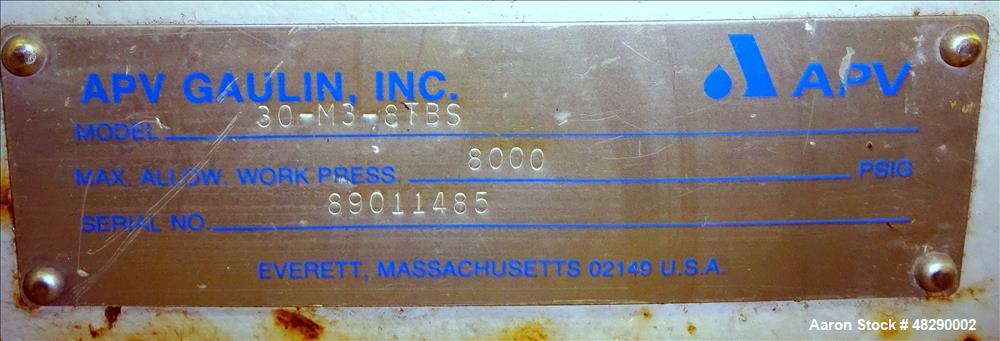 APV GAULIN, INC.
APV
MODEL 30-M3-8TBS
MAX. ALLOW. WORK PRESS. 8000 PSIG
SERIAL NO. 89011485
EVERETT, MASSACHUSETTS 02149 U.S.A.
Aaron Stock # 48290002